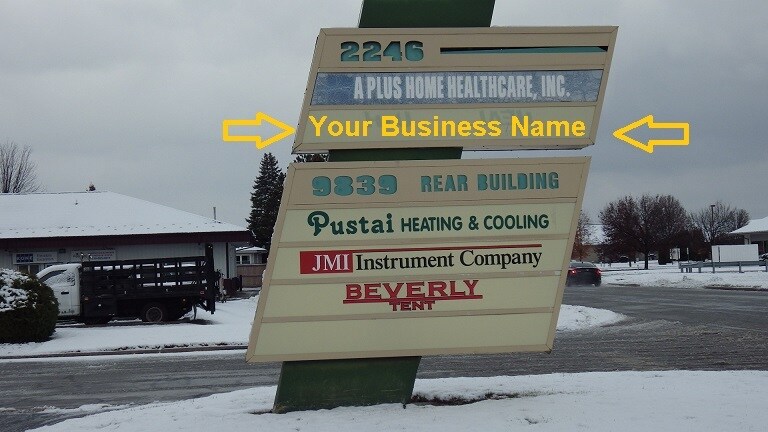 2246
A PLUS HOME HEALTHCARE, INC.
Your Business Name
9839 REAR BUILDING
Pustai HEATING & COOLING
JMI Instrument Company
BEVERLY
TENT